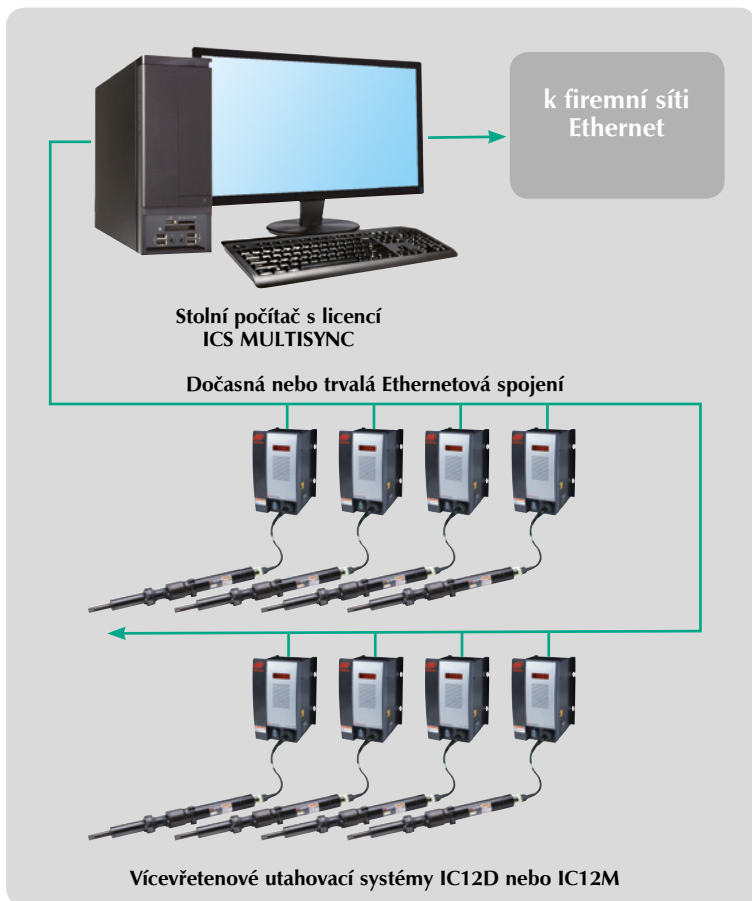 k firemní síti
Ethernet
Stolní počítač s licencí
ICS MULTISYNC
Dočasná nebo trvalá Ethernetová spojení
Vícevřetenové utahovací systémy IC12D nebo IC12M